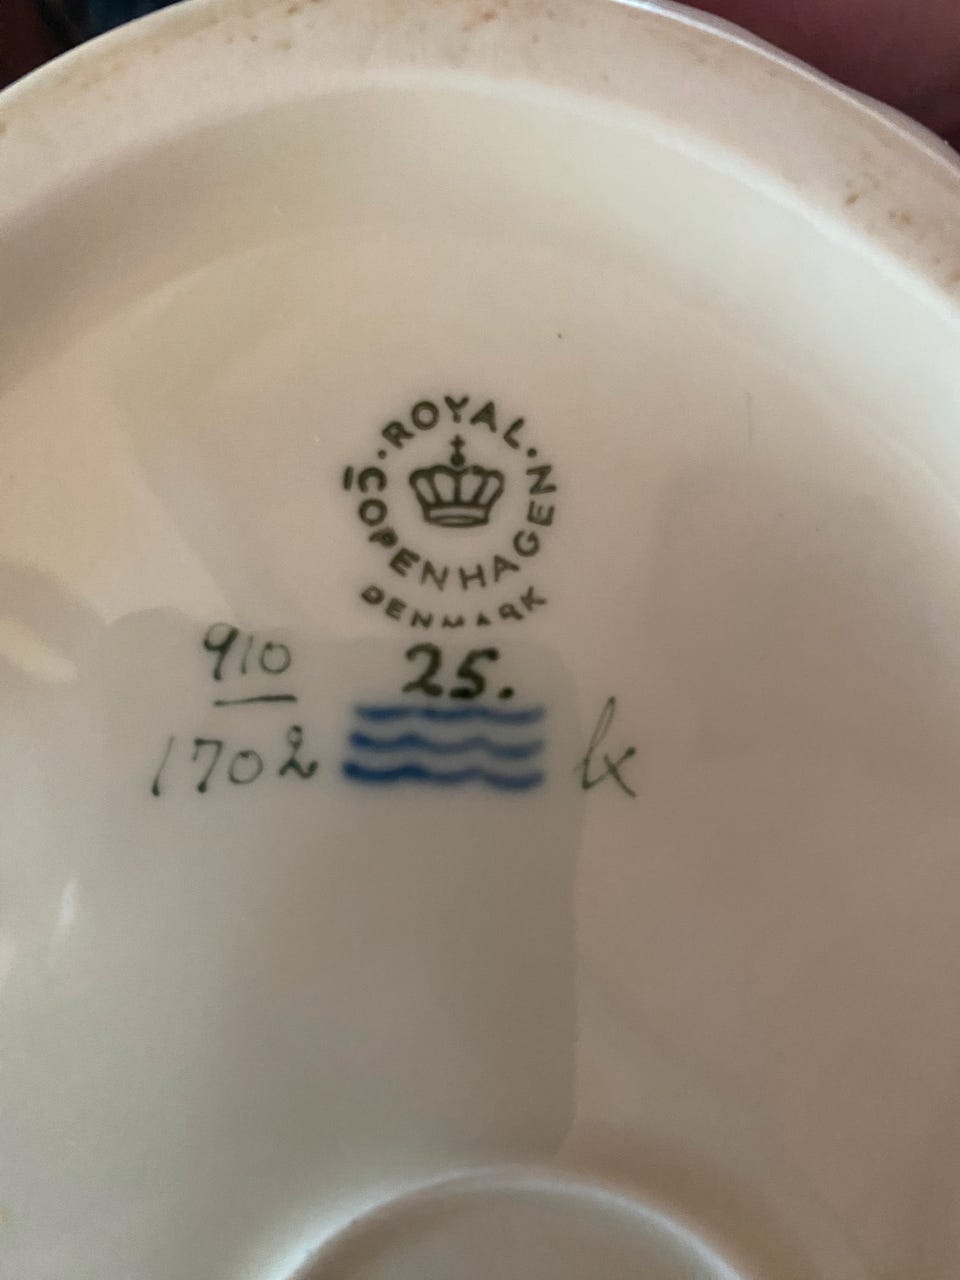 ROYAL
COPENHAGEN
DENMARK
910
25.
1702